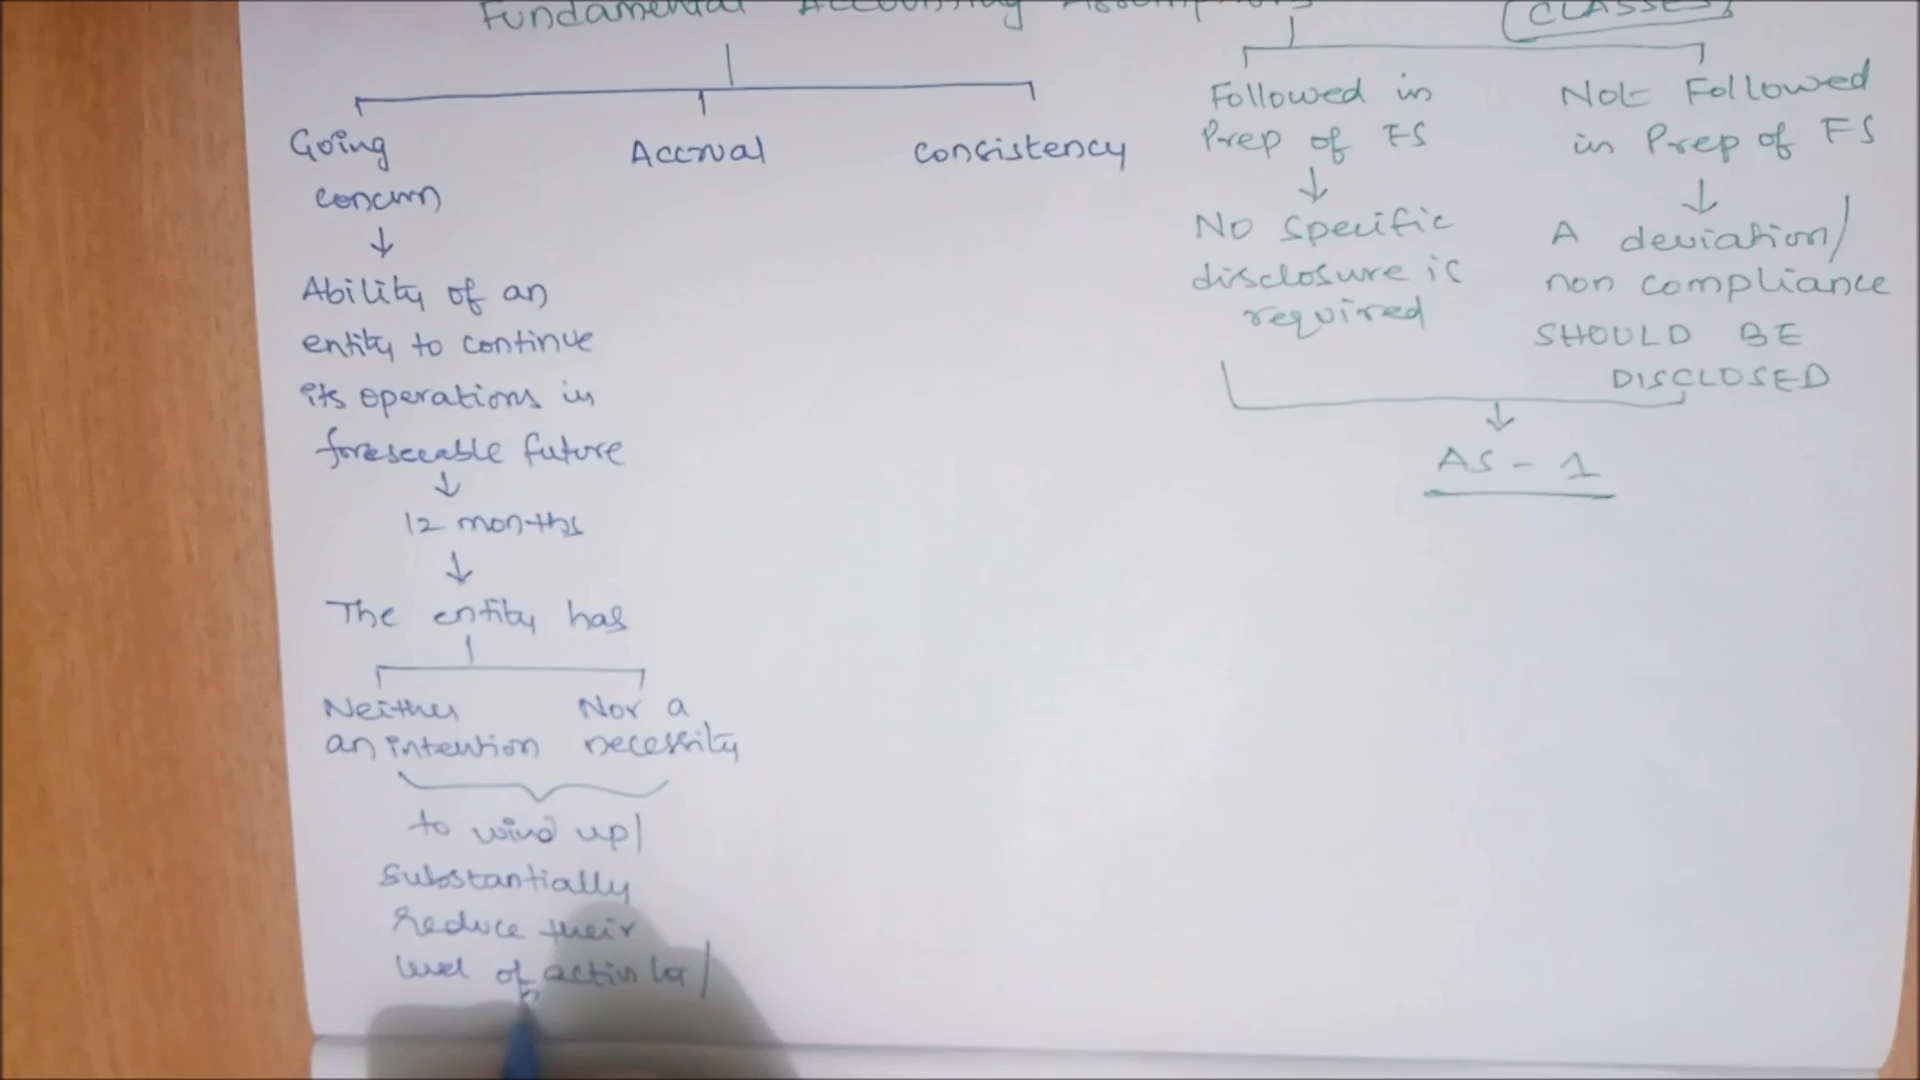 Fundamental Accounting Assumptions
CLASSES
Going
concern
↓
Ability of an
entity to continue
its operations in
foreseeable future
↓
12 months
↓
The entity has
Neither
an intention
Nor a
necessity
to wind up/
substantially
reduce their
level of
Accrual
consistency
Followed in
Prep of FS
↓
No specific
disclosure is
required
Not Followed
in Prep of FS
↓
A deviation/
non compliance
SHOULD BE
DISCLOSED
↓
AS - 1